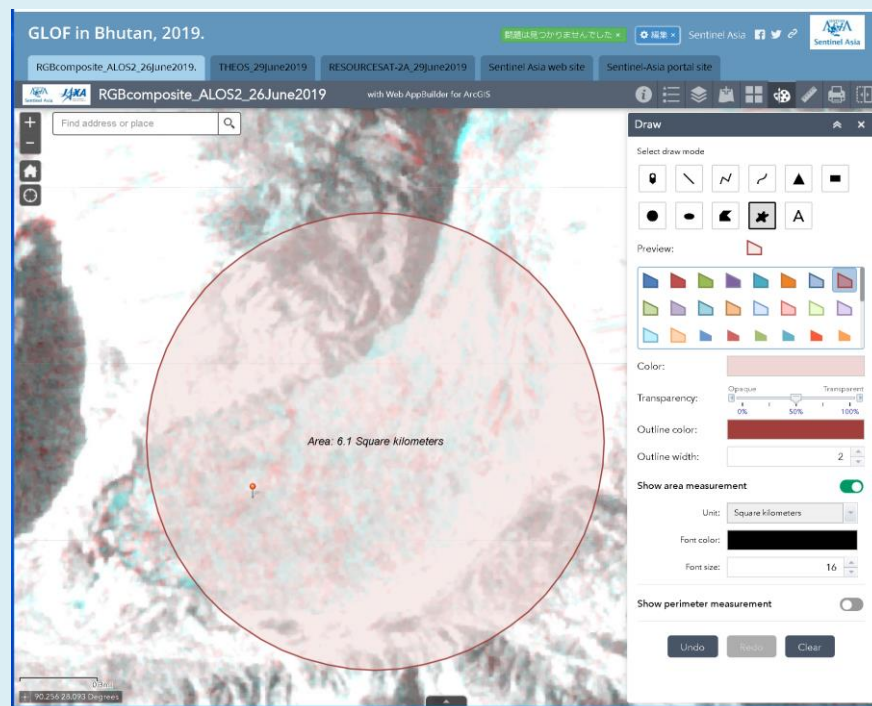 GLOF in Bhutan, 2019.
問題は見つかりませんでした ×
編集 ×
Sentinel Asia
Sentinel Asia
RGBcomposite_ALOS2_26june2019.
THEOS_29june2019
RESOURCESAT-2A_29june2019
Sentinel Asia web site
Sentinel-Asia portal site
Sentinel Asia
JAXA
RGBcomposite_ALOS2_26June2019
with Web AppBuilder for ArcGIS
+
Find address or place
−
Draw
Select draw mode
A
Preview:
Color:
Transparency:
Opaque
Transparent
0%
50%
100%
Outline color:
Outline width:
2
Area: 6.1 Square kilometers
Show area measurement
Unit:
Square kilometers
Font color:
Font size:
16
Show perimeter measurement
Undo
Redo
Clear
90.256 28.093 Degrees